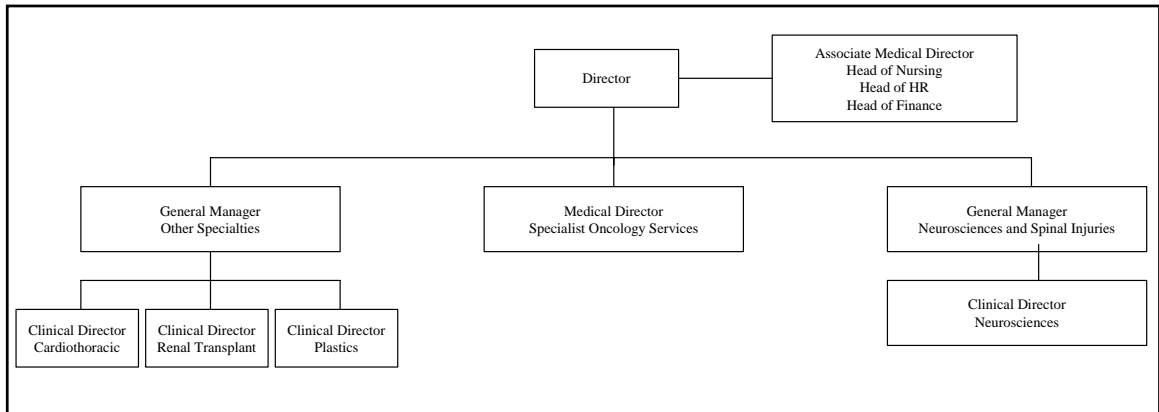 Director
Associate Medical Director
Head of Nursing
Head of HR
Head of Finance
General Manager
Other Specialties
Medical Director
Specialist Oncology Services
General Manager
Neurosciences and Spinal Injuries
Clinical Director
Cardiothoracic
Clinical Director
Renal Transplant
Clinical Director
Plastics
Clinical Director
Neurosciences